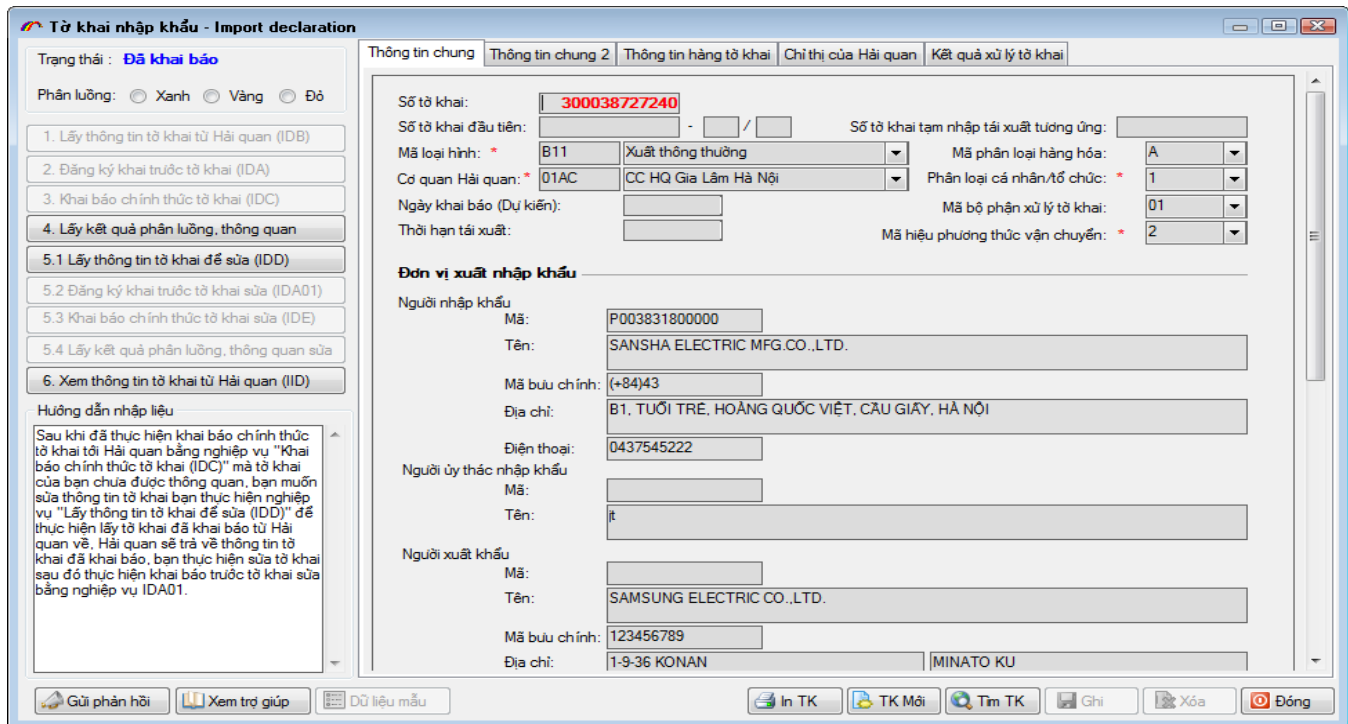 Tờ khai nhập khẩu - Import declaration
Trạng thái : Đã khai báo
Phân luồng: Xanh Vàng Đỏ
1. Lấy thông tin tờ khai từ Hải quan (IDB)
2. Đăng ký khai trước tờ khai (IDA)
3. Khai báo chính thức tờ khai (IDC)
4. Lấy kết quả phân luồng, thông quan
5.1 Lấy thông tin tờ khai để sửa (IDD)
5.2 Đăng ký khai trước tờ khai sửa (IDA01)
5.3 Khai báo chính thức tờ khai sửa (IDE)
5.4 Lấy kết quả phân luồng, thông quan sửa
6. Xem thông tin tờ khai từ Hải quan (IID)
Hướng dẫn nhập liệu
Sau khi đã thực hiện khai báo chính thức
tờ khai tới Hải quan bằng nghiệp vụ "Khai
báo chính thức tờ khai (IDC)" mà tờ khai
của bạn chưa được thông quan, bạn muốn
sửa thông tin tờ khai bạn thực hiện nghiệp
vụ "Lấy thông tin tờ khai để sửa (IDD)" để
thực hiện lấy tờ khai đã khai báo từ Hải
quan về, Hải quan sẽ trả về thông tin tờ
khai đã khai báo, bạn thực hiện sửa tờ khai
sau đó thực hiện khai báo trước tờ khai sửa
bằng nghiệp vụ IDA01.
Thông tin chung Thông tin chung 2 Thông tin hàng tờ khai Chỉ thị của Hải quan Kết quả xử lý tờ khai
Số tờ khai: 300038727240
Số tờ khai đầu tiên: - / Số tờ khai tạm nhập tái xuất tương ứng:
Mã loại hình: * B11 Xuất thông thường Mã phân loại hàng hóa: A
Cơ quan Hải quan: * 01AC CC HQ Gia Lâm Hà Nội Phân loại cá nhân/tổ chức: * 1
Ngày khai báo (Dự kiến): Mã bộ phận xử lý tờ khai: 01
Thời hạn tái xuất: Mã hiệu phương thức vận chuyển: * 2
Đơn vị xuất nhập khẩu
Người nhập khẩu
Mã: P003831800000
Tên: SANSHA ELECTRIC MFG.CO.,LTD.
Mã bưu chính: (+84)43
Địa chỉ: B1, TUỔI TRẺ, HOÀNG QUỐC VIỆT, CẦU GIẤY, HÀ NỘI
Điện thoại: 0437545222
Người ủy thác nhập khẩu
Mã:
Tên: jt
Người xuất khẩu
Mã:
Tên: SAMSUNG ELECTRIC CO.,LTD.
Mã bưu chính: 123456789
Địa chỉ: 1-9-36 KONAN MINATO KU
Gửi phản hồi Xem trợ giúp Dữ liệu mẫu In TK TK Mới Tìm TK Ghi Xóa Đóng